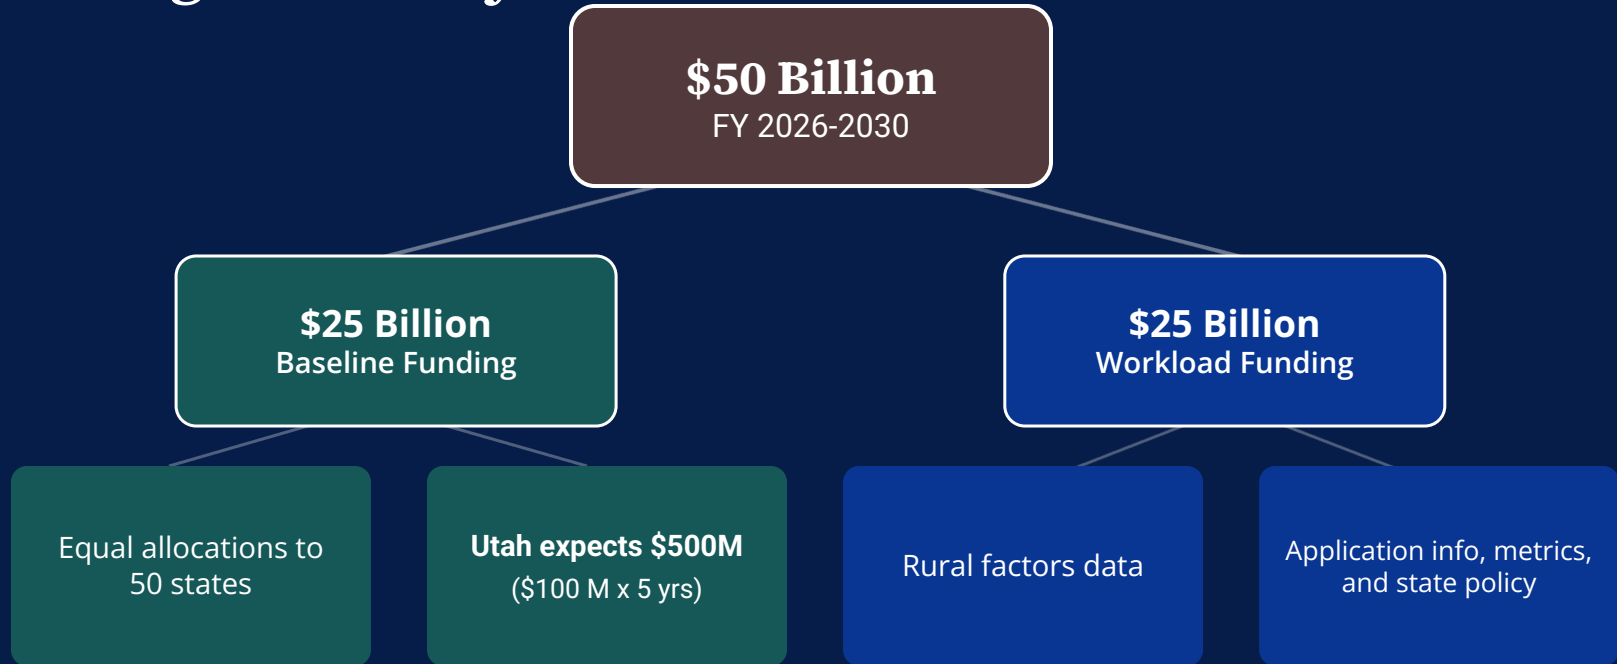 $50 Billion
FY 2026-2030
$25 Billion
Baseline Funding
$25 Billion
Workload Funding
Equal allocations to
50 states
Utah expects $500M
($100 M x 5 yrs)
Rural factors data
Application info, metrics,
and state policy